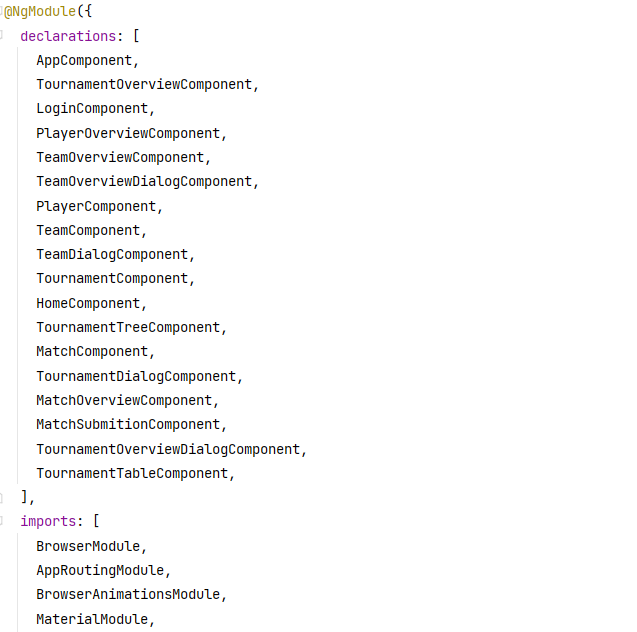 @NgModule({
declarations: [
AppComponent,
TournamentOverviewComponent,
LoginComponent,
PlayerOverviewComponent,
TeamOverviewComponent,
TeamOverviewDialogComponent,
PlayerComponent,
TeamComponent,
TeamDialogComponent,
TournamentComponent,
HomeComponent,
TournamentTreeComponent,
MatchComponent,
TournamentDialogComponent,
MatchOverviewComponent,
MatchSubmitionComponent,
TournamentOverviewDialogComponent,
TournamentTableComponent,
],
imports: [
BrowserModule,
AppRoutingModule,
BrowserAnimationsModule,
MaterialModule,